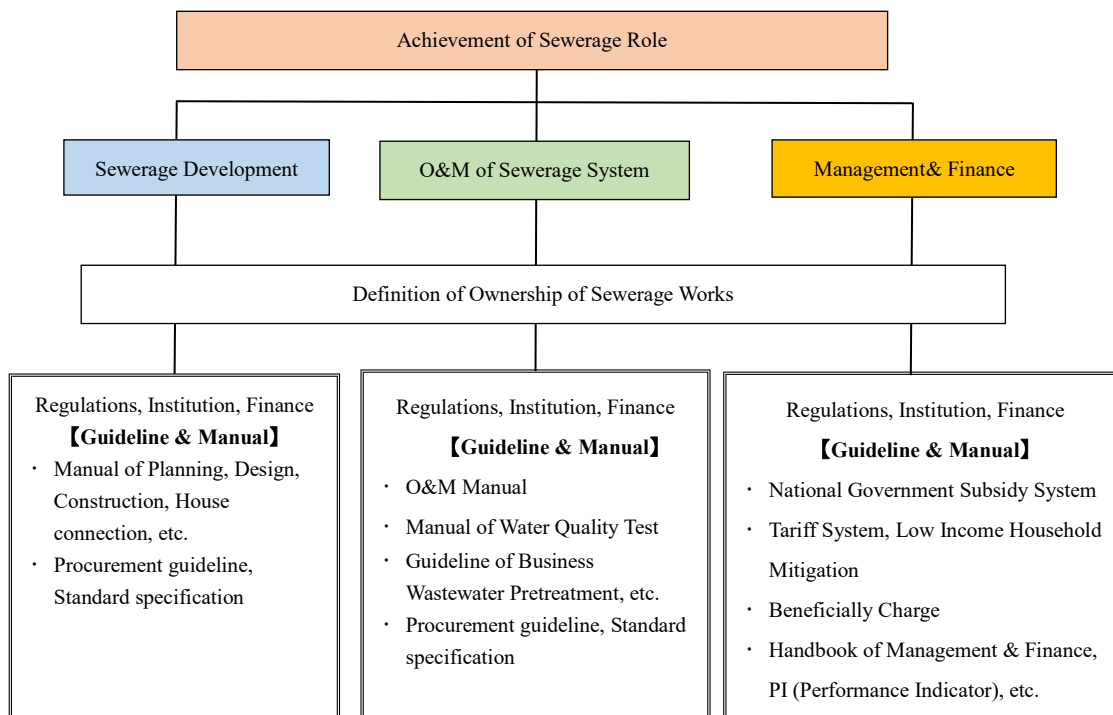 Achievement of Sewerage Role
Sewerage Development
O&M of Sewerage System
Management& Finance
Definition of Ownership of Sewerage Works
Regulations, Institution, Finance
【Guideline & Manual】
・ Manual of Planning, Design,
Construction, House
connection, etc.
・ Procurement guideline,
Standard specification
Regulations, Institution, Finance
【Guideline & Manual】
・ O&M Manual
・ Manual of Water Quality Test
・ Guideline of Business
Wastewater Pretreatment, etc.
・ Procurement guideline, Standard
specification
Regulations, Institution, Finance
【Guideline & Manual】
・ National Government Subsidy System
・ Tariff System, Low Income Household
Mitigation
・ Beneficially Charge
・ Handbook of Management & Finance,
PI (Performance Indicator), etc.